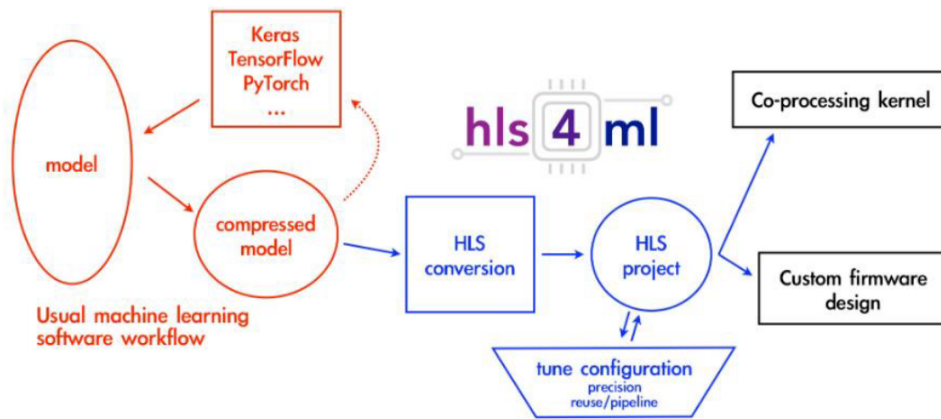 Keras
TensorFlow
PyTorch
...
hls 4 ml
Co-processing kernel
model
compressed
model
HLS
conversion
HLS
project
Custom firmware
design
Usual machine learning
software workflow
tune configuration
precision
reuse/pipeline